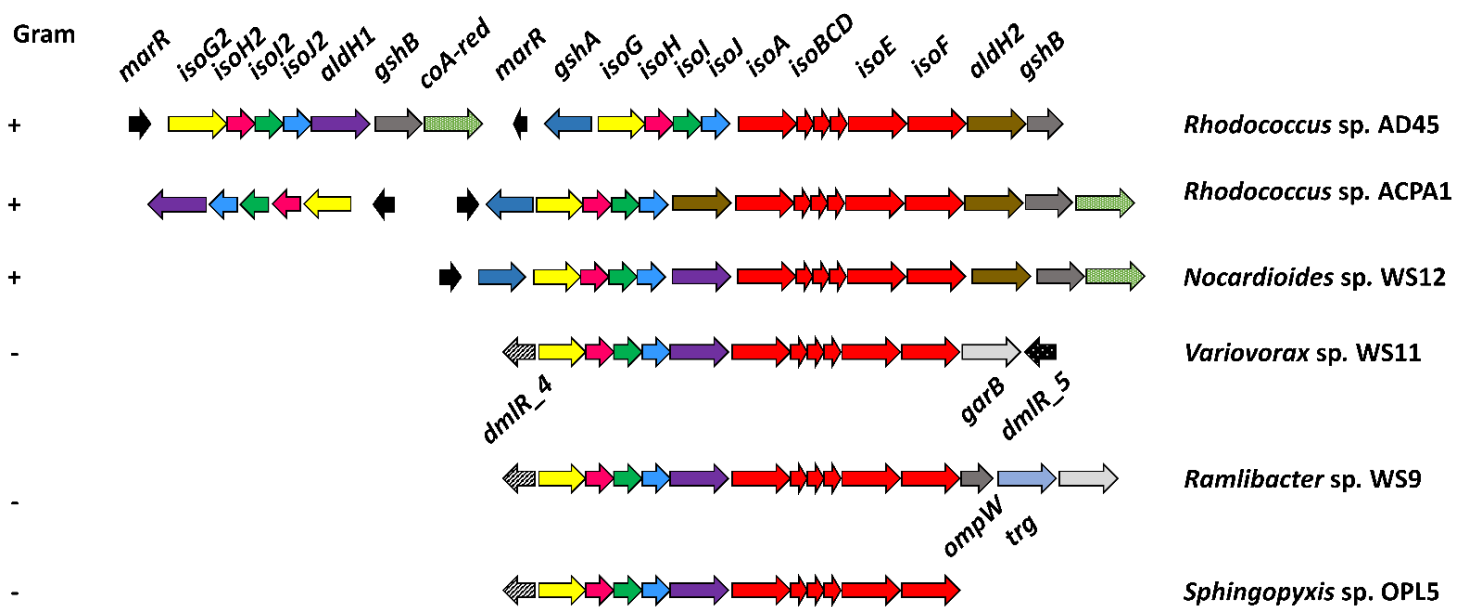 Gram
marR isoG2 isoH2 isoI2 isoJ2 aldH1 gshB coA-red marR gshA isoG isoH isoI isoJ isoA isoBCD isoE isoF aldH2 gshB
+ Rhodococcus sp. AD45
+ Rhodococcus sp. ACPA1
+ Nocardioides sp. WS12
- Variovorax sp. WS11
dmlR_4 garB dmlR_5
- Ramlibacter sp. WS9
ompW trg
- Sphingopyxis sp. OPL5